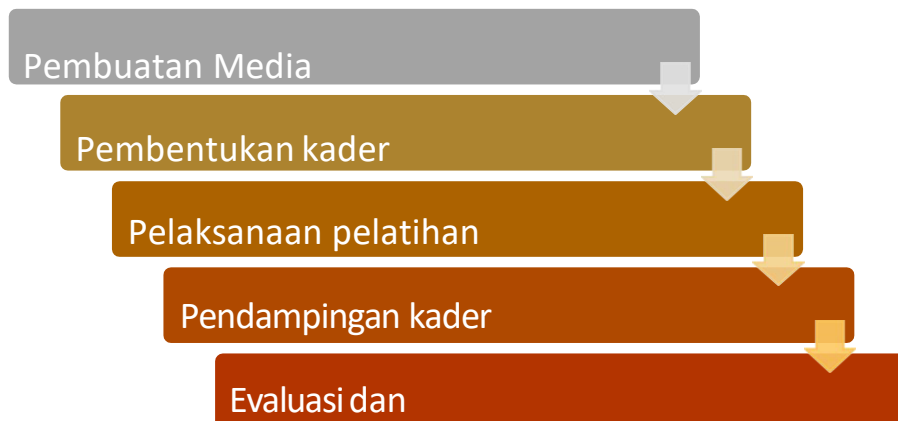 Pembuatan Media
Pembentukan kader
Pelaksanaan pelatihan
Pendampingan kader
Evaluasi dan